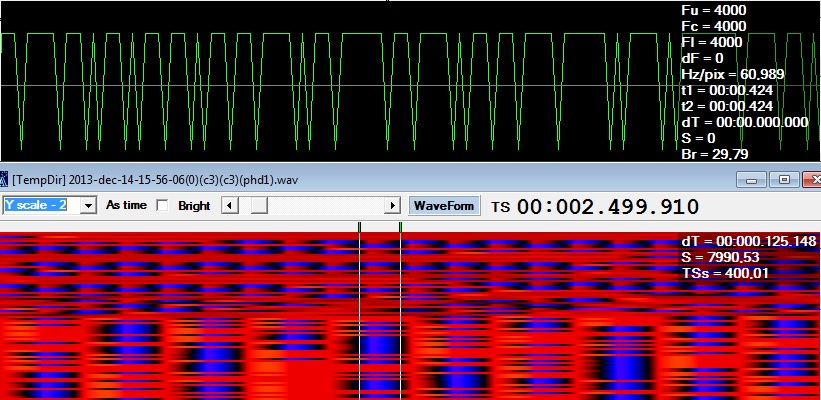 Fu = 4000
Fc = 4000
Fl = 4000
dF = 0
Hz/pix = 60,989
t1 = 00:00.424
t2 = 00:00.424
dT = 00:00.000.000
S = 0
Br = 29,79
[TempDir] 2013-dec-14-15-56-06(0)(c3)(c3)(phd1).wav
Y scale - 2 As time Bright WaveForm TS 00:002.499.910
dT = 00:000.125.148
S = 7990,53
TSs = 400,01